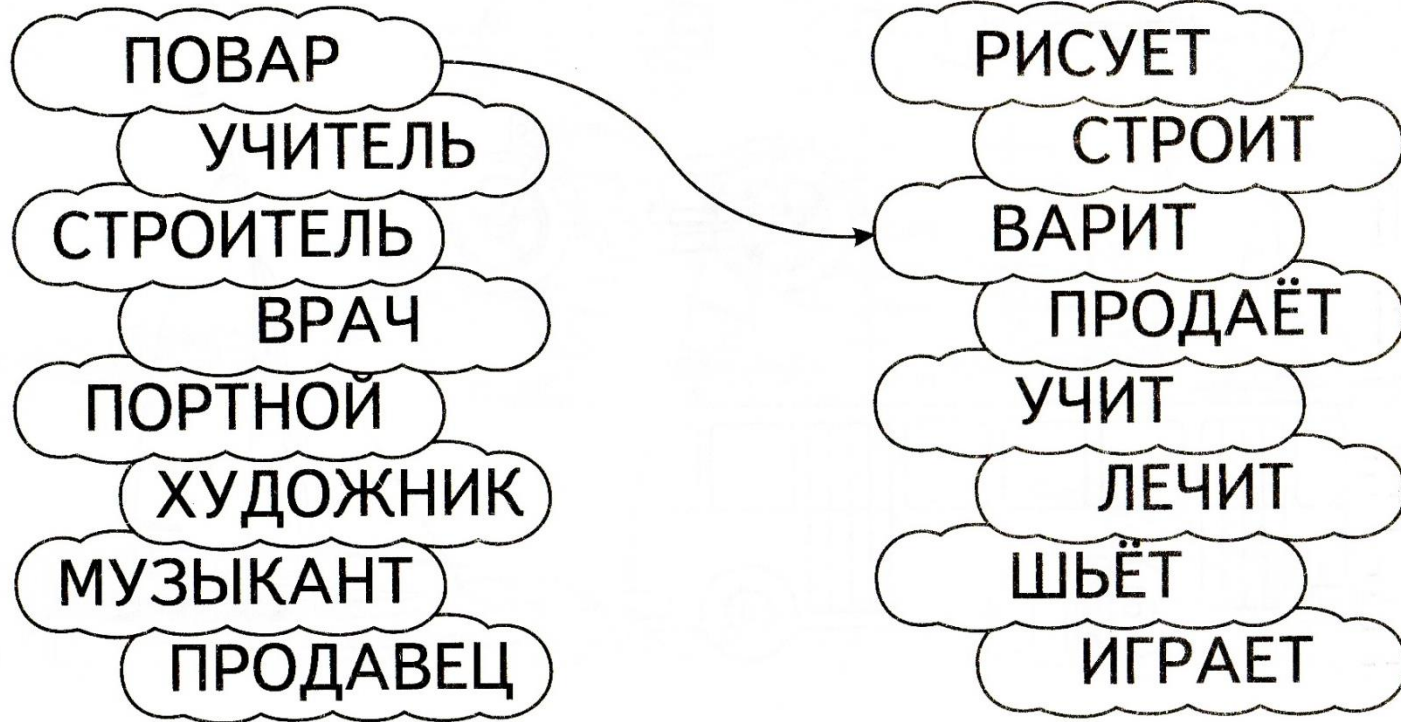 ПОВАР
УЧИТЕЛЬ
СТРОИТЕЛЬ
ВРАЧ
ПОРТНОЙ
ХУДОЖНИК
МУЗЫКАНТ
ПРОДАВЕЦ
РИСУЕТ
СТРОИТ
ВАРИТ
ПРОДАЁТ
УЧИТ
ЛЕЧИТ
ШЬЁТ
ИГРАЕТ